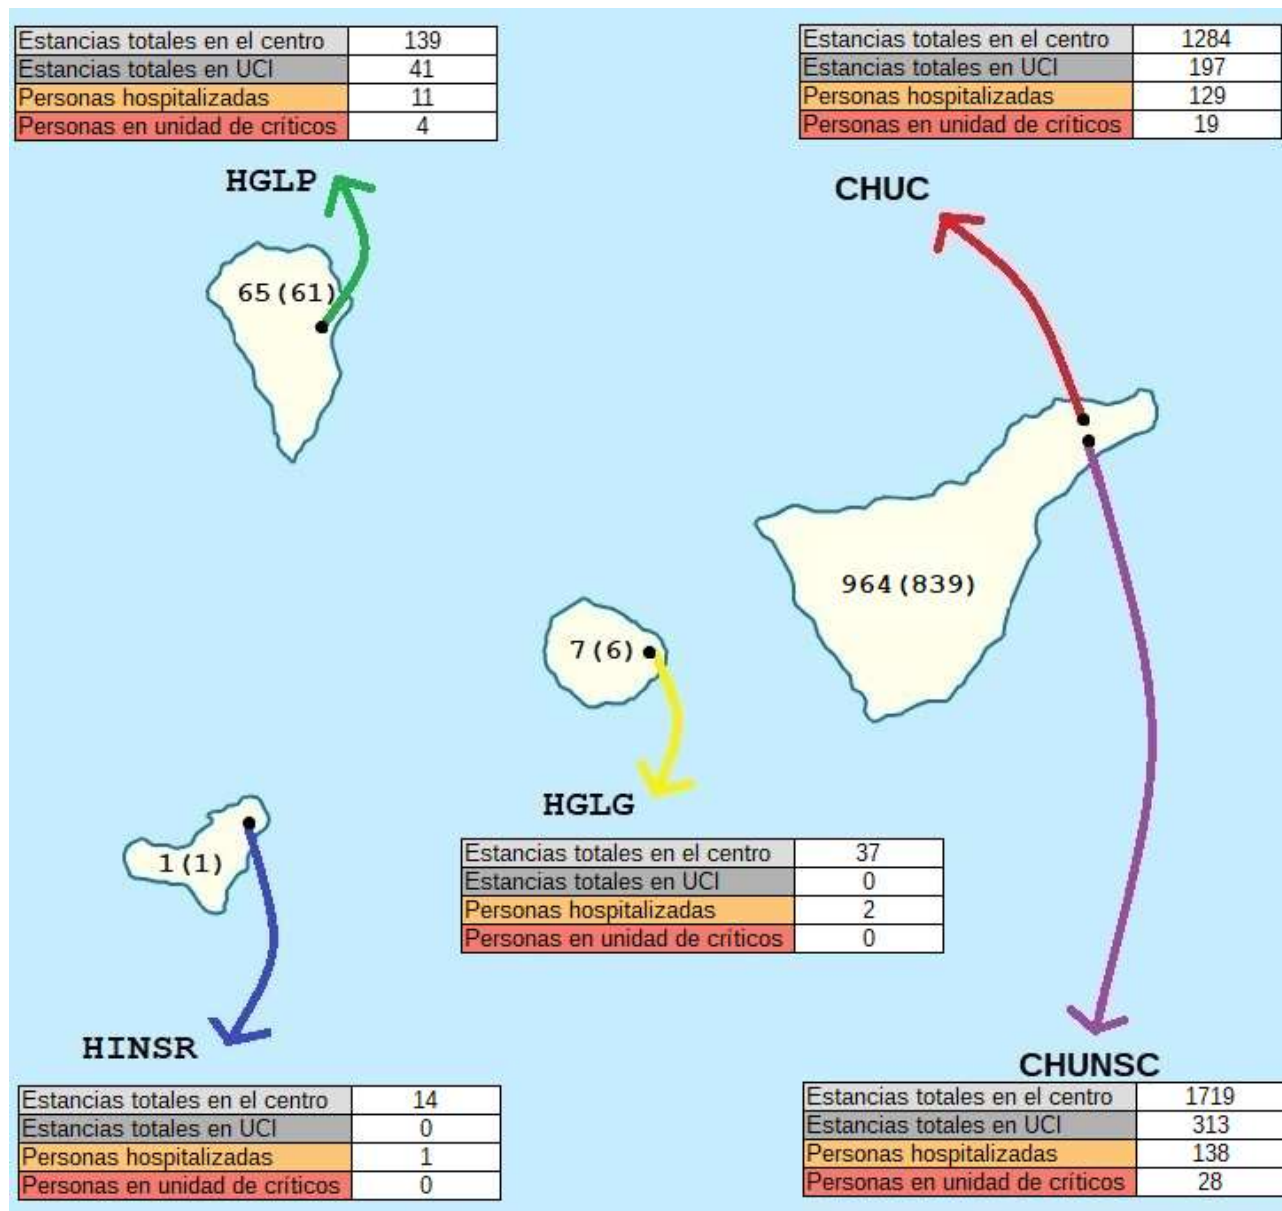 Estancias totales en el centro 139
Estancias totales en UCI 41
Personas hospitalizadas 11
Personas en unidad de críticos 4
HGLP
65(61)
Estancias totales en el centro 1284
Estancias totales en UCI 197
Personas hospitalizadas 129
Personas en unidad de críticos 19
CHUC
964(839)
7(6)
HGLG
Estancias totales en el centro 37
Estancias totales en UCI 0
Personas hospitalizadas 2
Personas en unidad de críticos 0
1(1)
HINSR
Estancias totales en el centro 14
Estancias totales en UCI 0
Personas hospitalizadas 1
Personas en unidad de críticos 0
CHUNSC
Estancias totales en el centro 1719
Estancias totales en UCI 313
Personas hospitalizadas 138
Personas en unidad de críticos 28